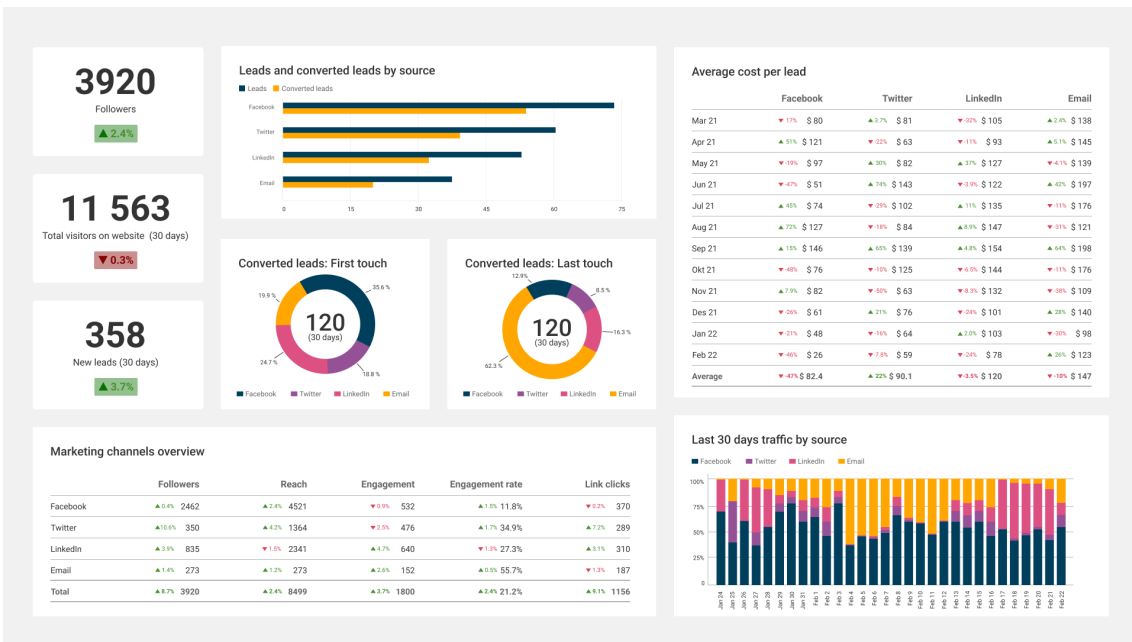 3920
Followers
▲ 2.4%
11 563
Total visitors on website (30 days)
▼ 0.3%
358
New leads (30 days)
▲ 3.7%
Leads and converted leads by source
Leads Converted leads
Facebook
Twitter
LinkedIn
Email
0 15 30 45 60 75
Converted leads: First touch
19.9 %
35.6 %
120
(30 days)
24.7 %
18.8 %
Facebook Twitter LinkedIn Email
Converted leads: Last touch
12.9%
8.5 %
120
(30 days)
16.3 %
62.3 %
Facebook Twitter LinkedIn Email
Average cost per lead
Facebook Twitter LinkedIn Email
Mar 21 ▼ 17% $ 80 ▲ 3.7% $ 81 ▼ -32% $ 105 ▲ 2.4% $ 138
Apr 21 ▲ 51% $ 121 ▼ -22% $ 63 ▼ -11% $ 93 ▲ 5.1% $ 145
May 21 ▼ -19% $ 97 ▲ 30% $ 82 ▲ 37% $ 127 ▼ -4.1% $ 139
Jun 21 ▼ -47% $ 51 ▲ 74% $ 143 ▼ -3.9% $ 122 ▲ 42% $ 197
Jul 21 ▲ 45% $ 74 ▼ -29% $ 102 ▲ 11% $ 135 ▼ -11% $ 176
Aug 21 ▲ 72% $ 127 ▼ -18% $ 84 ▲ 8.9% $ 147 ▼ -31% $ 121
Sep 21 ▲ 15% $ 146 ▲ 65% $ 139 ▲ 4.8% $ 154 ▲ 64% $ 198
Okt 21 ▼ -48% $ 76 ▼ -10% $ 125 ▼ -6.5% $ 144 ▼ -11% $ 176
Nov 21 ▲ 7.9% $ 82 ▼ -50% $ 63 ▼ -8.3% $ 132 ▼ -38% $ 109
Des 21 ▼ -26% $ 61 ▲ 21% $ 76 ▼ -24% $ 101 ▲ 28% $ 140
Jan 22 ▼ -21% $ 48 ▼ -16% $ 64 ▲ 2.0% $ 103 ▼ -30% $ 98
Feb 22 ▼ -46% $ 26 ▼ -7.8% $ 59 ▼ -24% $ 78 ▲ 26% $ 123
Average ▼ -47% $ 82.4 ▲ 22% $ 90.1 ▼ -3.5% $ 120 ▼ -18% $ 147
Marketing channels overview
Followers Reach Engagement Engagement rate Link clicks
Facebook ▲ 0.4% 2462 ▲ 2.4% 4521 ▼ 0.9% 532 ▲ 1.5% 11.8% ▼ 0.2% 370
Twitter ▲ 10.6% 350 ▲ 4.2% 1364 ▼ 2.5% 476 ▲ 1.7% 34.9% ▲ 7.2% 289
LinkedIn ▲ 3.9% 835 ▼ 1.5% 2341 ▲ 4.7% 640 ▼ 1.3% 27.3% ▲ 3.1% 310
Email ▲ 1.4% 273 ▲ 1.2% 273 ▲ 2.6% 152 ▲ 0.5% 55.7% ▼ 1.3% 187
Total ▲ 8.7% 3920 ▲ 2.4% 8499 ▲ 3.7% 1800 ▲ 2.4% 21.2% ▲ 9.1% 1156
Last 30 days traffic by source
Facebook Twitter LinkedIn Email
100%
75%
50%
25%
0
Jan 24 Jan 25 Jan 26 Jan 27 Jan 28 Jan 29 Jan 30 Jan 31 Feb 1 Feb 2 Feb 3 Feb 4 Feb 5 Feb 6 Feb 7 Feb 8 Feb 9 Feb 10 Feb 11 Feb 12 Feb 13 Feb 14 Feb 15 Feb 16 Feb 17 Feb 18 Feb 19 Feb 20 Feb 21 Feb 22